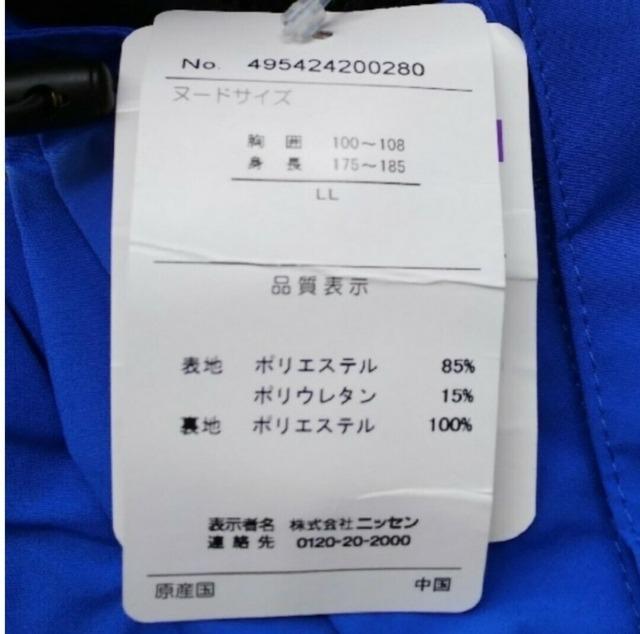 No. 495424200280
ヌードサイズ
胸 囲 100～108
身 長 175～185
LL
品質表示
表地 ポリエステル 85%
ポリウレタン 15%
裏地 ポリエステル 100%
表示者名 株式会社ニッセン
連絡先 0120-20-2000
原産国 中国